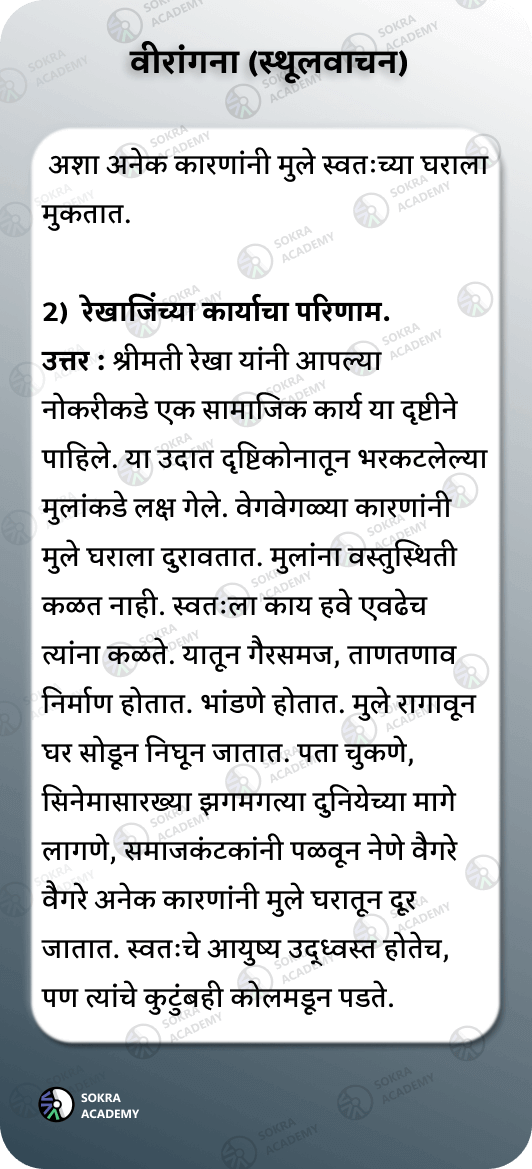 वीरांगना (स्थूलवाचन)
अशा अनेक कारणांनी मुले स्वतःच्या घराला
मुकतात.
2) रेखाजिंच्या कार्याचा परिणाम.
उत्तर : श्रीमती रेखा यांनी आपल्या
नोकरीकडे एक सामाजिक कार्य या दृष्टीने
पाहिले. या उदात दृष्टिकोनातून भरकटलेल्या
मुलांकडे लक्ष गेले. वेगवेगळ्या कारणांनी
मुले घराला दुरावतात. मुलांना वस्तुस्थिती
कळत नाही. स्वतःला काय हवे एवढेच
त्यांना कळते. यातून गैरसमज, ताणतणाव
निर्माण होतात. भांडणे होतात. मुले रागावून
घर सोडून निघून जातात. पता चुकणे,
सिनेमासारख्या झगमगत्या दुनियेच्या मागे
लागणे, समाजकंटकांनी पळवून नेणे वैगरे
वैगरे अनेक कारणांनी मुले घरातून दूर
जातात. स्वतःचे आयुष्य उद्ध्वस्त होतेच,
पण त्यांचे कुटुंबही कोलमडून पडते.
SOKRA
ACADEMY